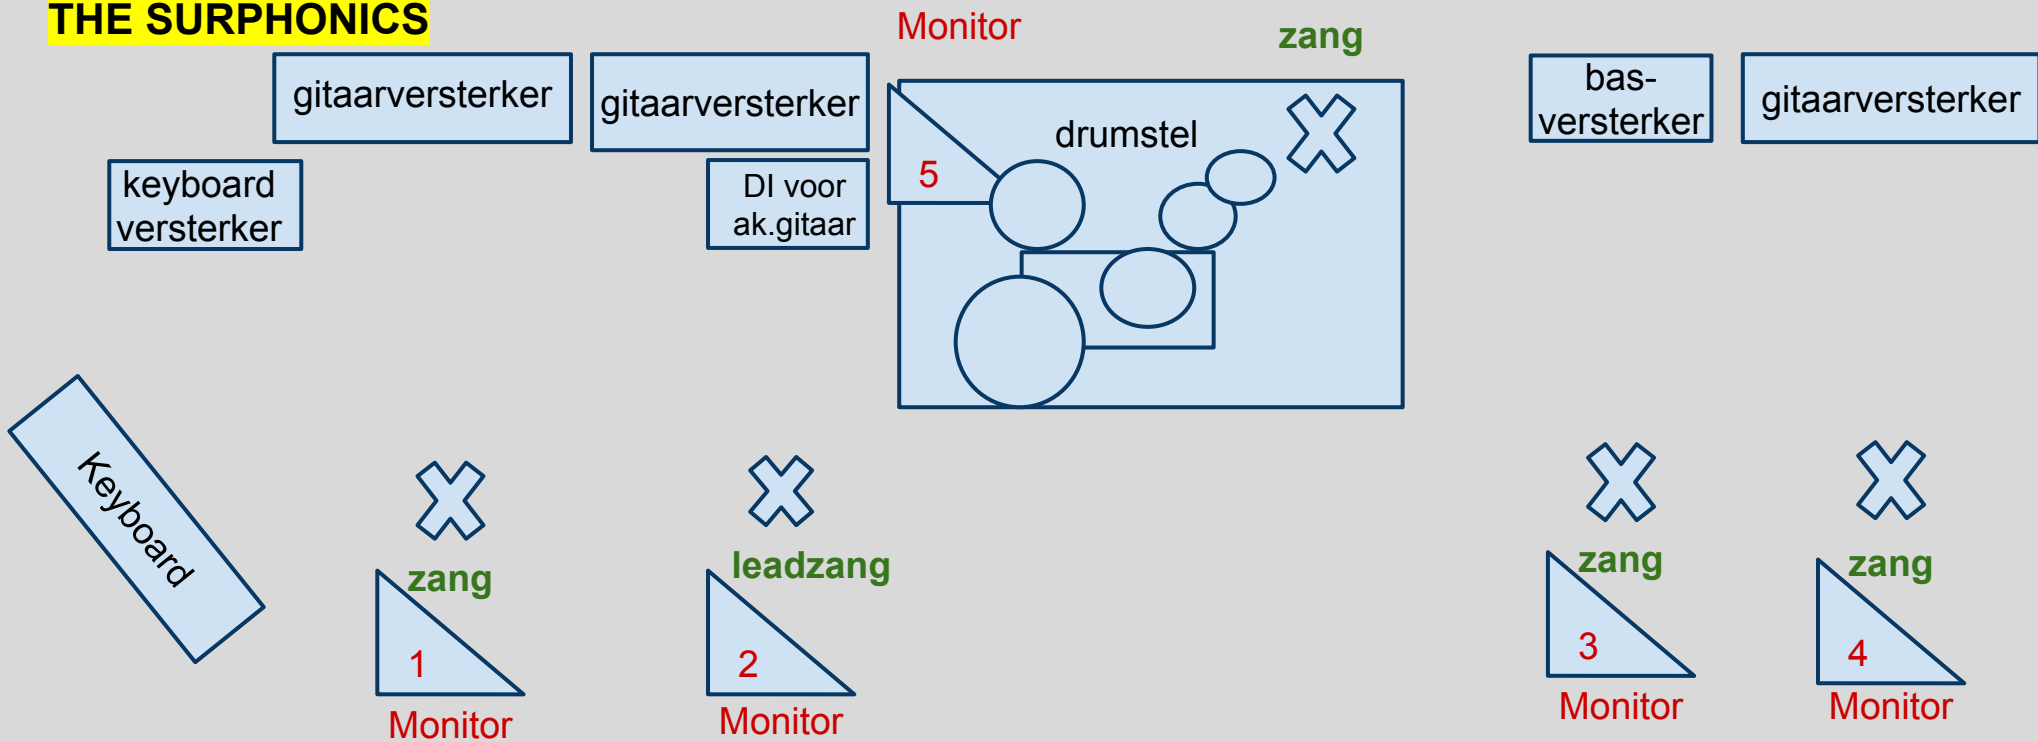 THE SURPHONICS
Monitor
zang
gitaarversterker
gitaarversterker
drumstel
bas-
versterker
gitaarversterker
keyboard
versterker
DI voor
ak.gitaar
5
Keyboard
zang
leadzang
zang
zang
1
2
3
4
Monitor
Monitor
Monitor
Monitor